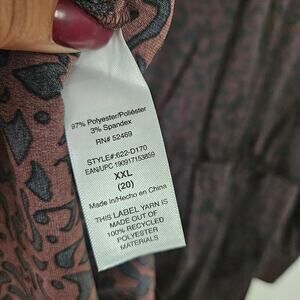 97% Polyester/Poliéster
3% Spandex
RN# 52469
STYLE#:622-D170
EAN/UPC 190917153859
XXL
(20)
Made in/Hecho en China
THIS LABEL YARN IS
MADE OUT OF
100% RECYCLED
POLYESTER
MATERIALS